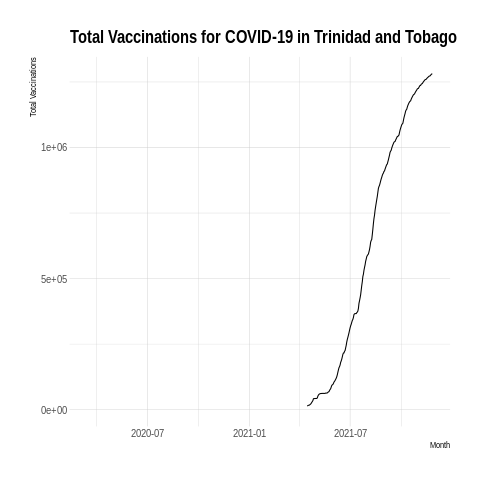 Total Vaccinations for COVID-19 in Trinidad and Tobago
Total Vaccinations
1e+06
5e+05
0e+00
2020-07
2021-01
2021-07
Month